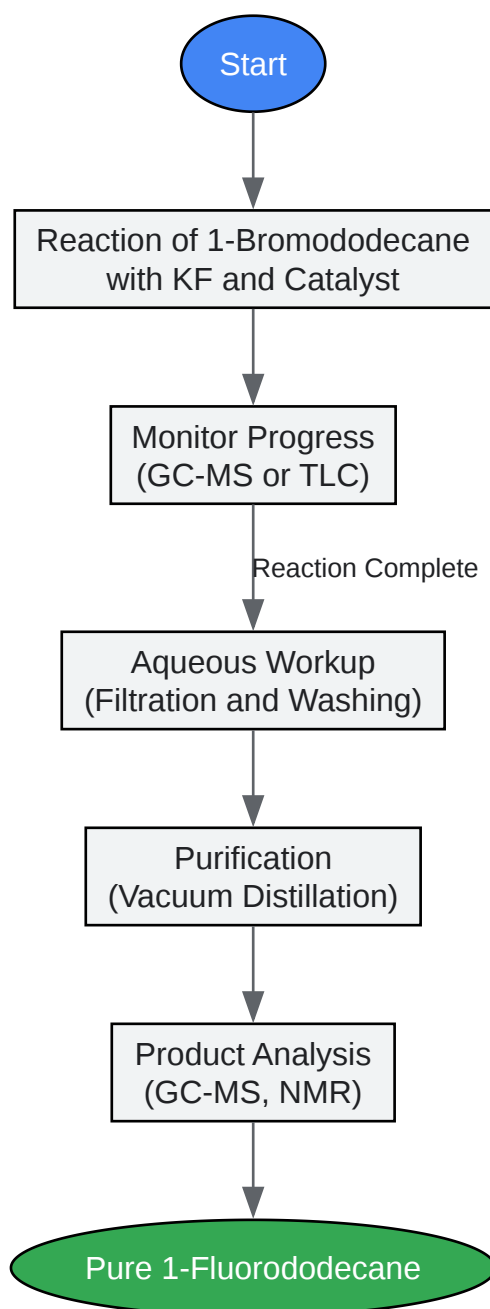 Start
Reaction of 1-Bromododecane
with KF and Catalyst
Monitor Progress
(GC-MS or TLC)
Reaction Complete
Aqueous Workup
(Filtration and Washing)
Purification
(Vacuum Distillation)
Product Analysis
(GC-MS, NMR)
Pure 1-Fluorododecane